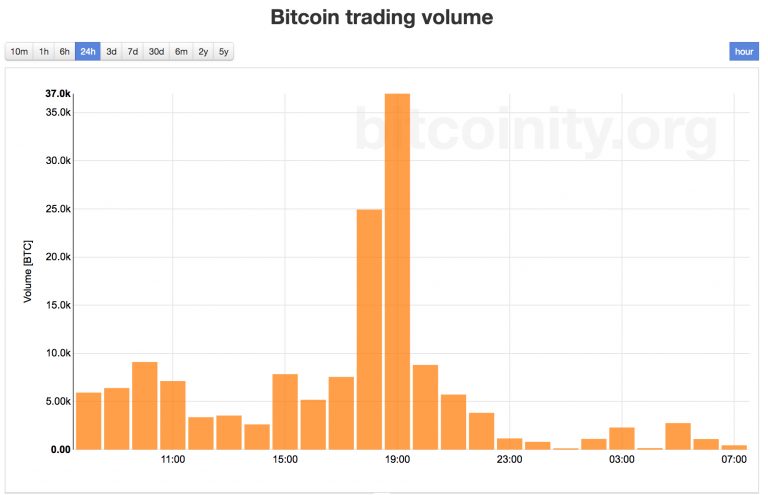 Bitcoin trading volume
10m 1h 6h 24h 3d 7d 30d 6m 2y 5y
hour
bitcoinity.org
37.0k
35.0k
30.0k
25.0k
20.0k
15.0k
10.0k
5.00k
0.00
Volume [BTC]
11:00 15:00 19:00 23:00 03:00 07:00